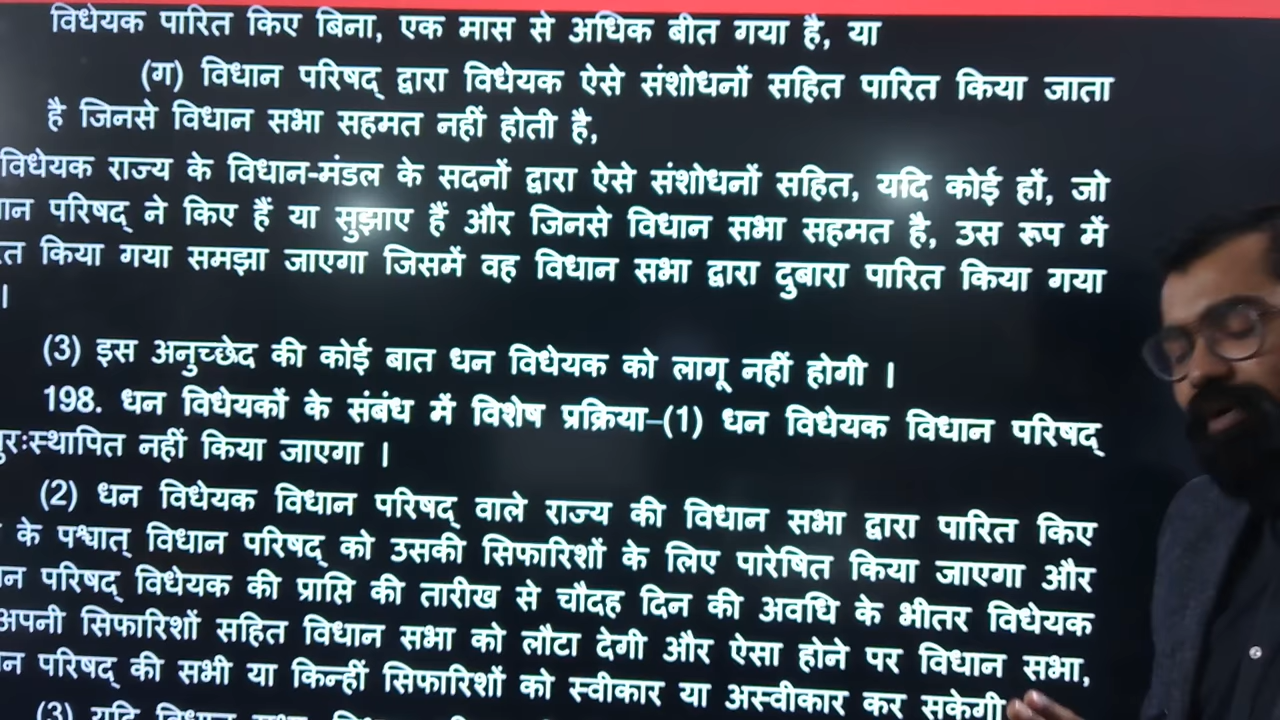 विधेयक पारित किए बिना, एक मास से अधिक बीत गया है, या
(ग) विधान परिषद् द्वारा विधेयक ऐसे संशोधनों सहित पारित किया जाता
है जिनसे विधान सभा सहमत नहीं होती है,
विधेयक राज्य के विधान-मंडल के सदनों द्वारा ऐसे संशोधनों सहित, यदि कोई हों, जो
परिषद् ने किए हैं या सुझाए हैं और जिनसे विधान सभा सहमत है, उस रूप में
किया गया समझा जाएगा जिसमें वह विधान सभा द्वारा दुबारा पारित किया गया
।
(3) इस अनुच्छेद की कोई बात धन विधेयक को लागू नहीं होगी ।
198. धन विधेयकों के संबंध में विशेष प्रक्रिया–(1) धन विधेयक विधान परिषद्
नहीं किया जाएगा ।
(2) धन विधेयक विधान परिषद् वाले राज्य की विधान सभा द्वारा पारित किए
के पश्चात् विधान परिषद् को उसकी सिफारिशों के लिए पारेषित किया जाएगा और
परिषद् विधेयक की प्राप्ति की तारीख से चौदह दिन की अवधि के भीतर विधेयक
अपनी सिफारिशों सहित विधान सभा को लौटा देगी और ऐसा होने पर विधान सभा,
परिषद् की सभी या किन्हीं सिफारिशों को स्वीकार या अस्वीकार कर सकेगी
(3) यदि विधान